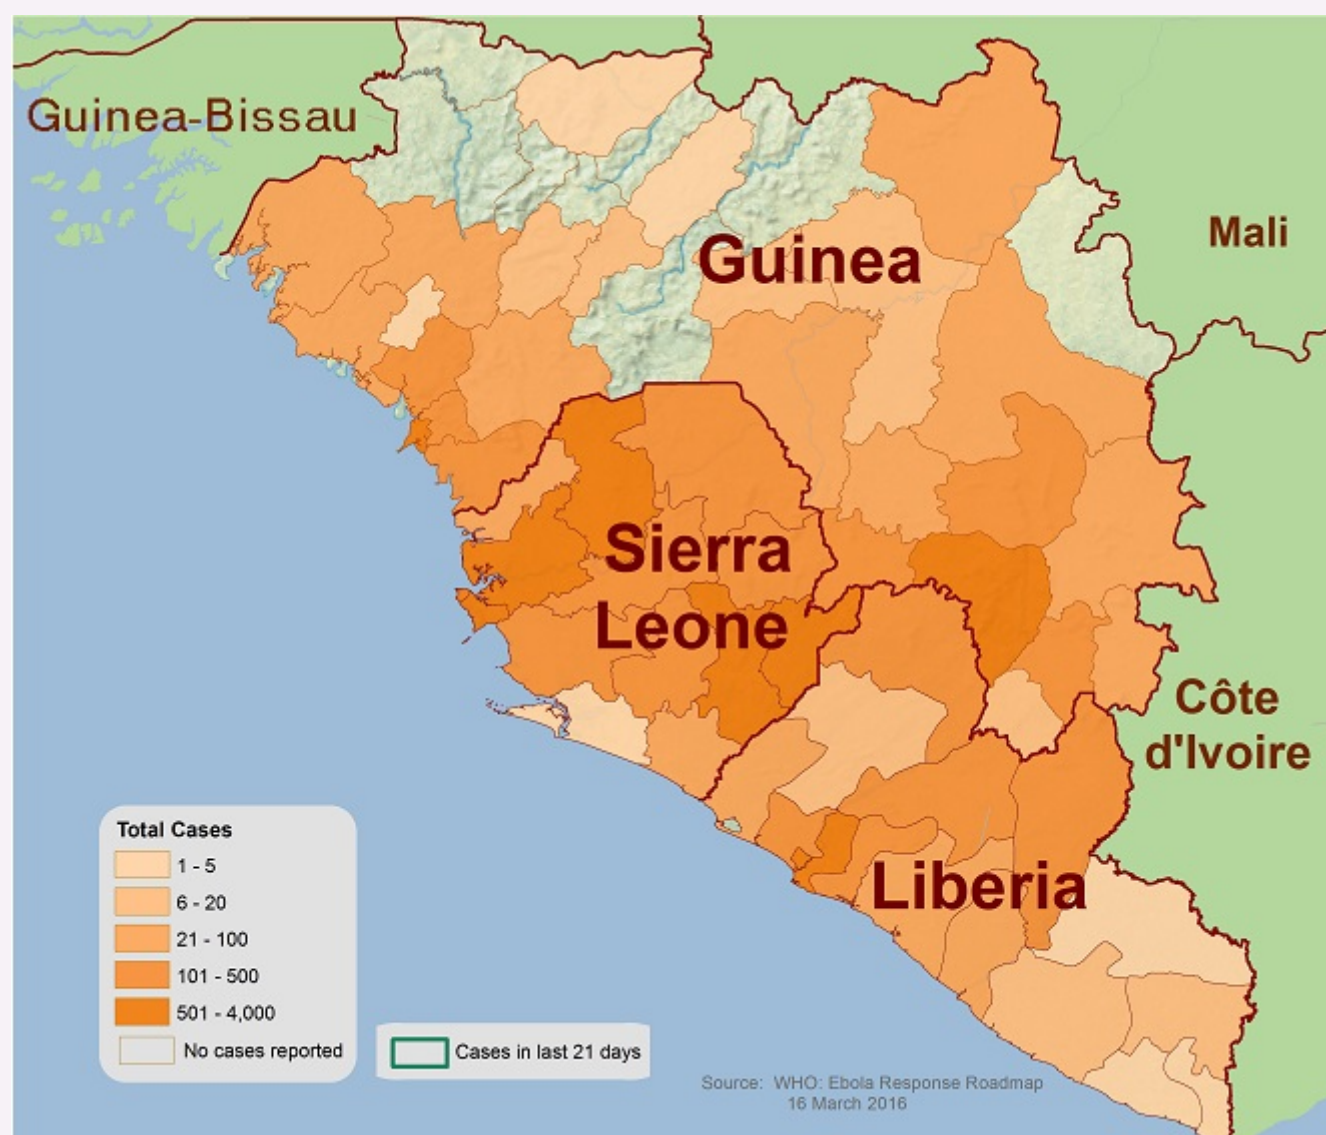 Guinea-Bissau
Mali
Guinea
Sierra
Leone
Côte
d'Ivoire
Liberia
Total Cases
1 - 5
6 - 20
21 - 100
101 - 500
501 - 4,000
No cases reported
Cases in last 21 days
Source: WHO: Ebola Response Roadmap
16 March 2016